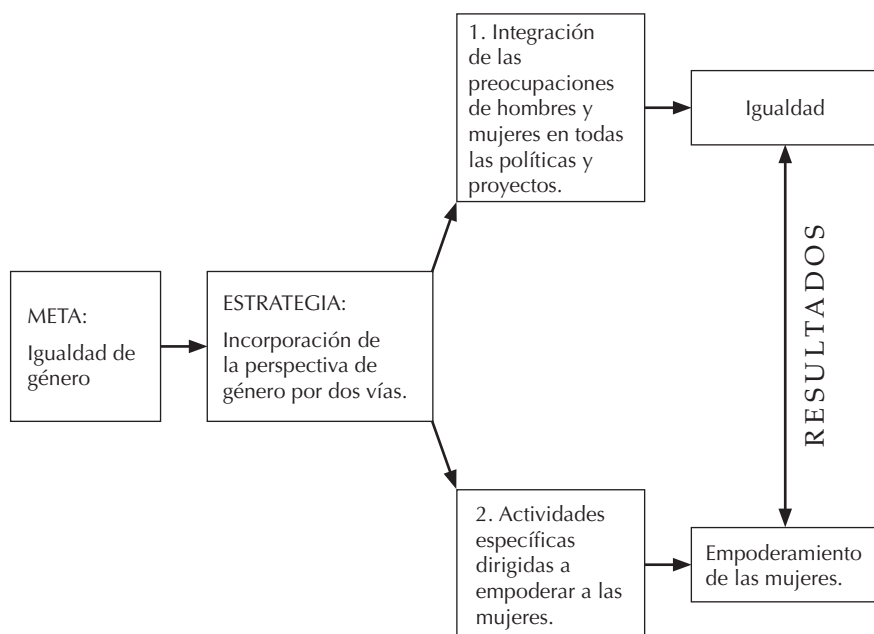 META:
Igualdad de
género
ESTRATEGIA:
Incorporación de
la perspectiva de
género por dos vías.
1. Integración
de las
preocupaciones
de hombres y
mujeres en todas
las políticas y
proyectos.
Igualdad
2. Actividades
específicas
dirigidas a
empoderar a las
mujeres.
Empoderamiento
de las mujeres.
RESULTADOS